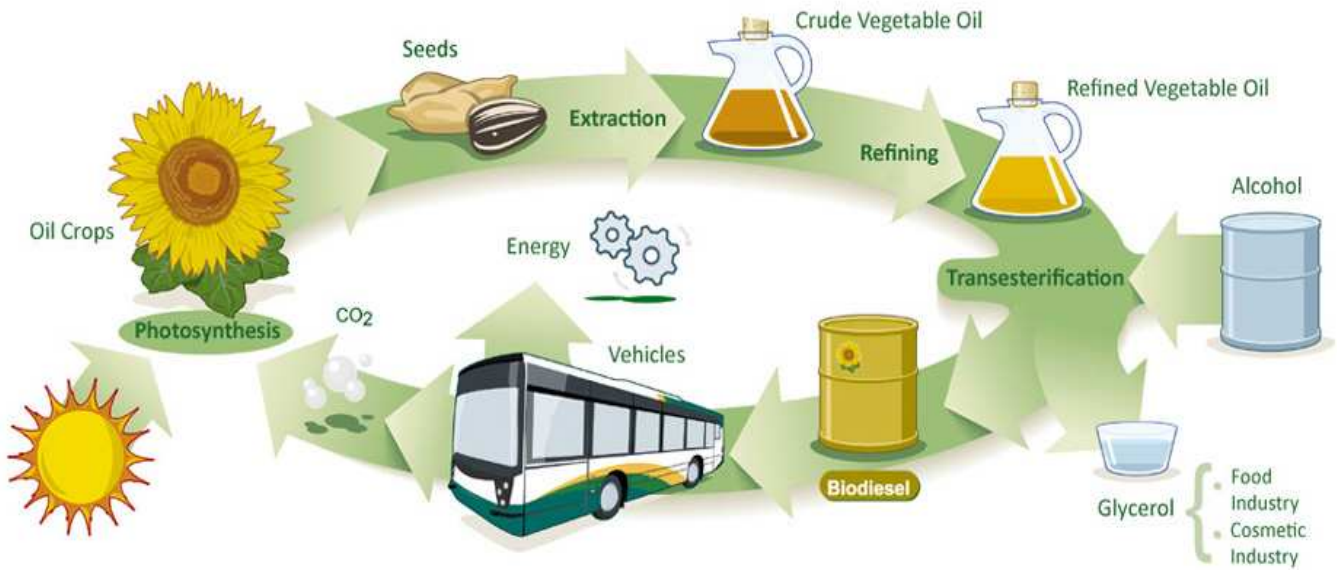 Crude Vegetable Oil
Seeds
Refined Vegetable Oil
Extraction
Refining
Alcohol
Oil Crops
Energy
Transesterification
Photosynthesis
CO2
Vehicles
Biodiesel
Glycerol
Food
Industry
Cosmetic
Industry